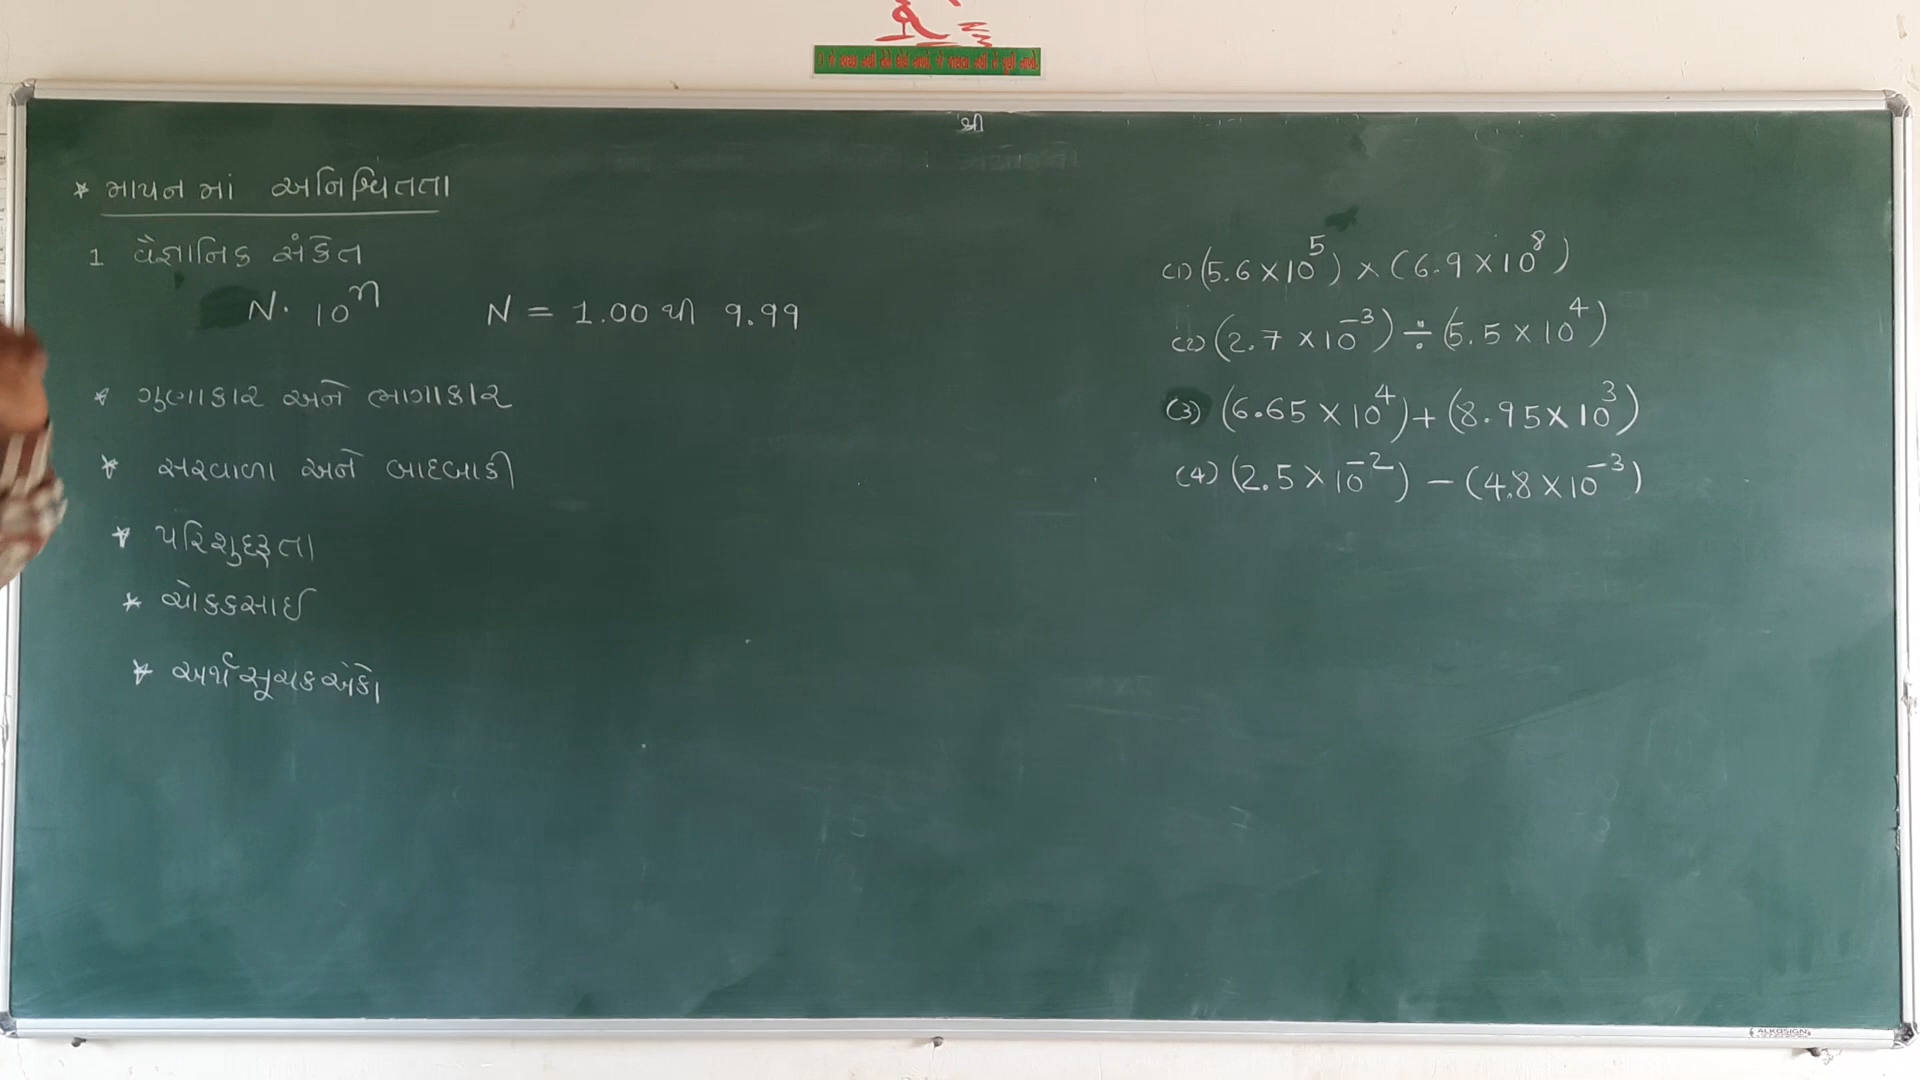 શ્રી
* માપન માં અનિશ્ચિતતા
1 વૈજ્ઞાનિક સંકેત
N. 10ⁿ N = 1.00 થી 9.99
* ગુણાકાર અને ભાગાકાર
* સરવાળા અને બાદબાકી
* પરિશુદ્ધતા
* ચોકકસાઈ
* અર્થસૂચક અંકો
(1) (5.6 × 10⁵) × (6.9 × 10⁸)
(2) (2.7 × 10⁻³) ÷ (5.5 × 10⁴)
(3) (6.65 × 10⁴) + (8.95 × 10³)
(4) (2.5 × 10⁻²) − (4.8 × 10⁻³)
ALKOSIGN